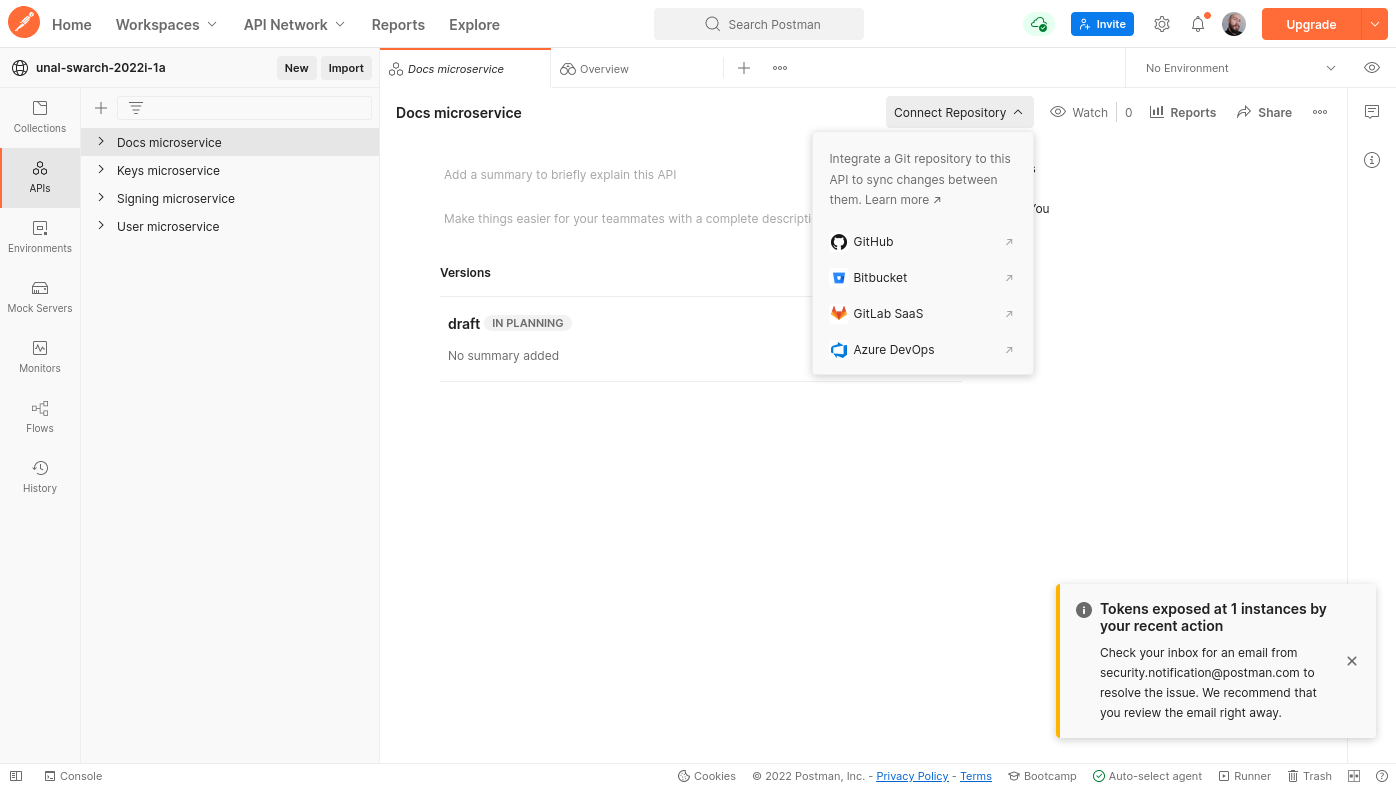 Home
Workspaces
API Network
Reports
Explore
Search Postman
Invite
Upgrade
unal-swarch-2022i-1a
New
Import
Docs microservice
Overview
No Environment
Collections
APIs
Environments
Mock Servers
Monitors
Flows
History
Docs microservice
Keys microservice
Signing microservice
User microservice
Docs microservice
Connect Repository
Watch
0
Reports
Share
Add a summary to briefly explain this API
Make things easier for your teammates with a complete descripti
Versions
draft
IN PLANNING
No summary added
Integrate a Git repository to this
API to sync changes between
them. Learn more ↗
GitHub
Bitbucket
GitLab SaaS
Azure DevOps
You
Tokens exposed at 1 instances by
your recent action
Check your inbox for an email from
security.notification@postman.com to
resolve the issue. We recommend that
you review the email right away.
Console
Cookies
© 2022 Postman, Inc. - Privacy Policy - Terms
Bootcamp
Auto-select agent
Runner
Trash